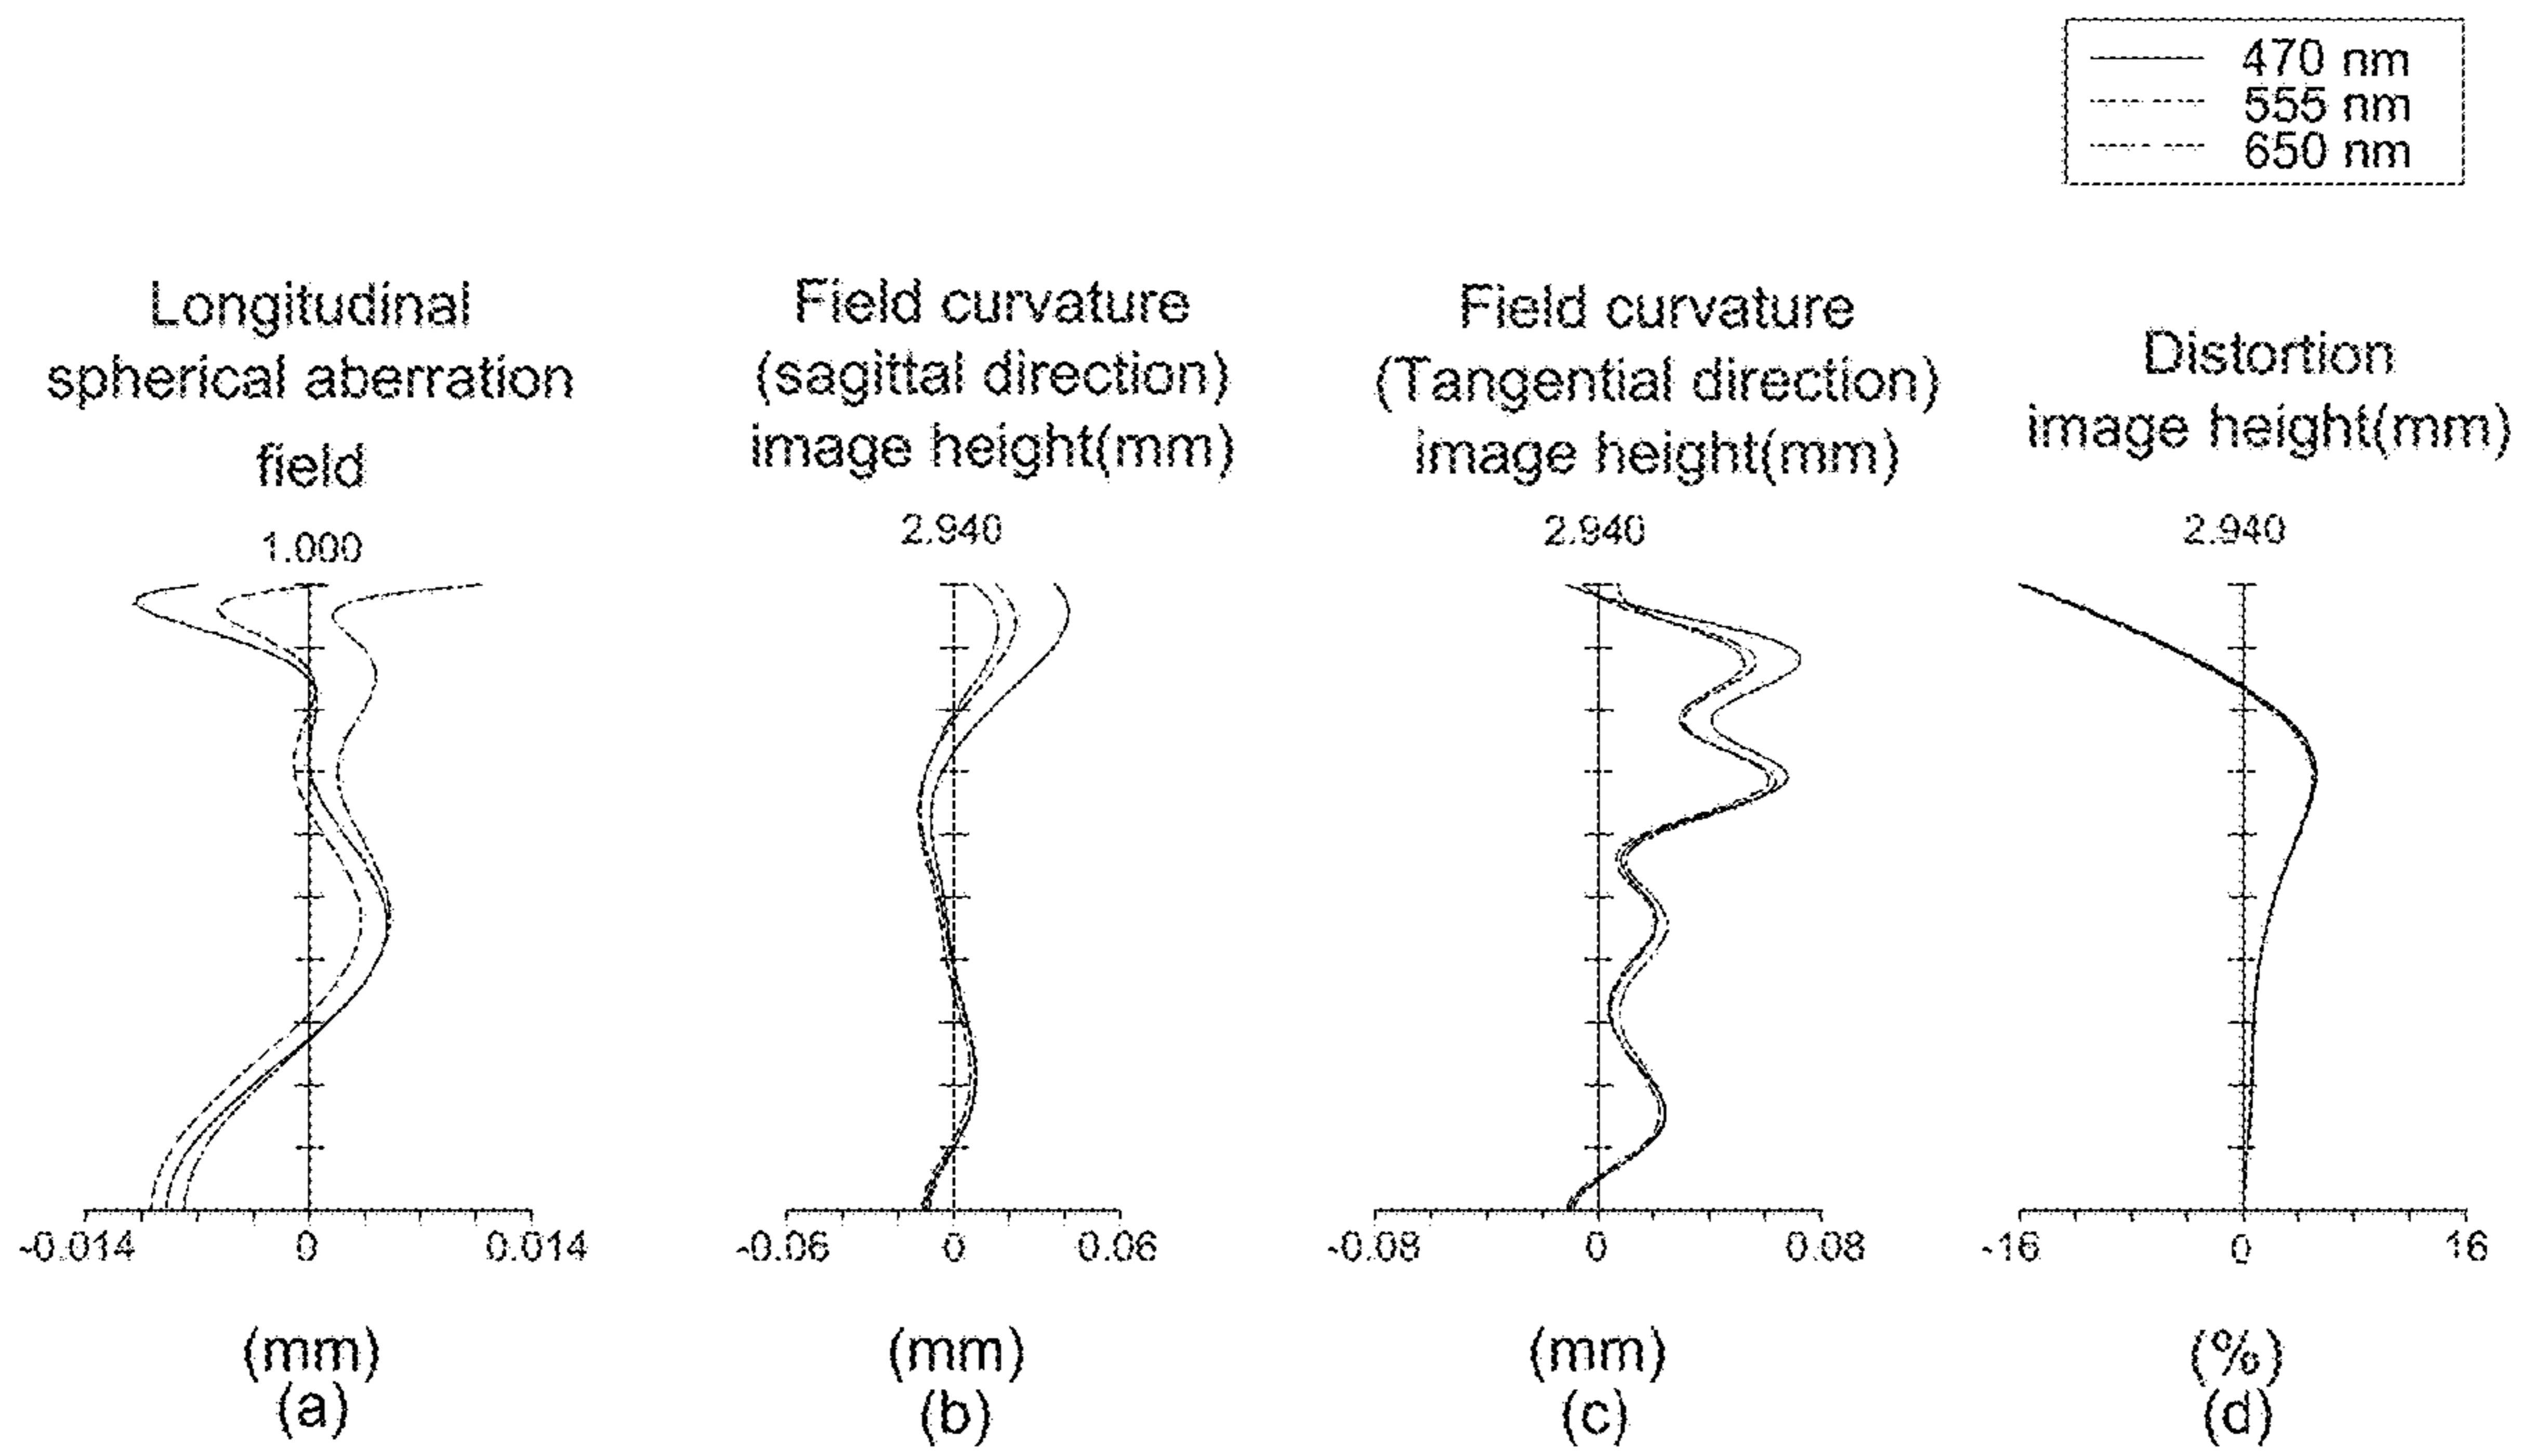 470 nm
555 nm
650 nm
Longitudinal
spherical aberration
field
1.000
-0.014 0 0.014
(mm)
(a)
Field curvature
(sagittal direction)
image height(mm)
2.940
-0.06 0 0.06
(mm)
(b)
Field curvature
(Tangential direction)
image height(mm)
2.940
-0.08 0 0.08
(mm)
(c)
Distortion
image height(mm)
2.940
-16 0 16
(%)
(d)